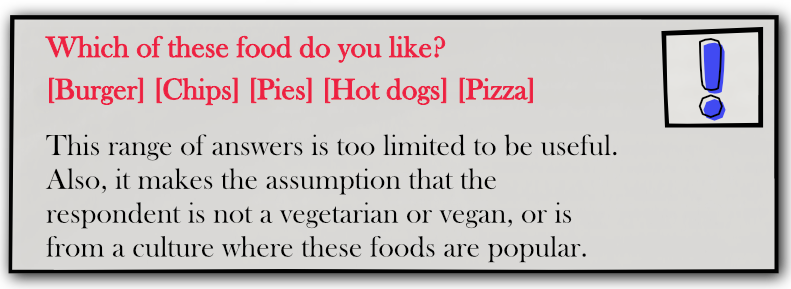 Which of these food do you like?
[Burger] [Chips] [Pies] [Hot dogs] [Pizza]
This range of answers is too limited to be useful.
Also, it makes the assumption that the
respondent is not a vegetarian or vegan, or is
from a culture where these foods are popular.